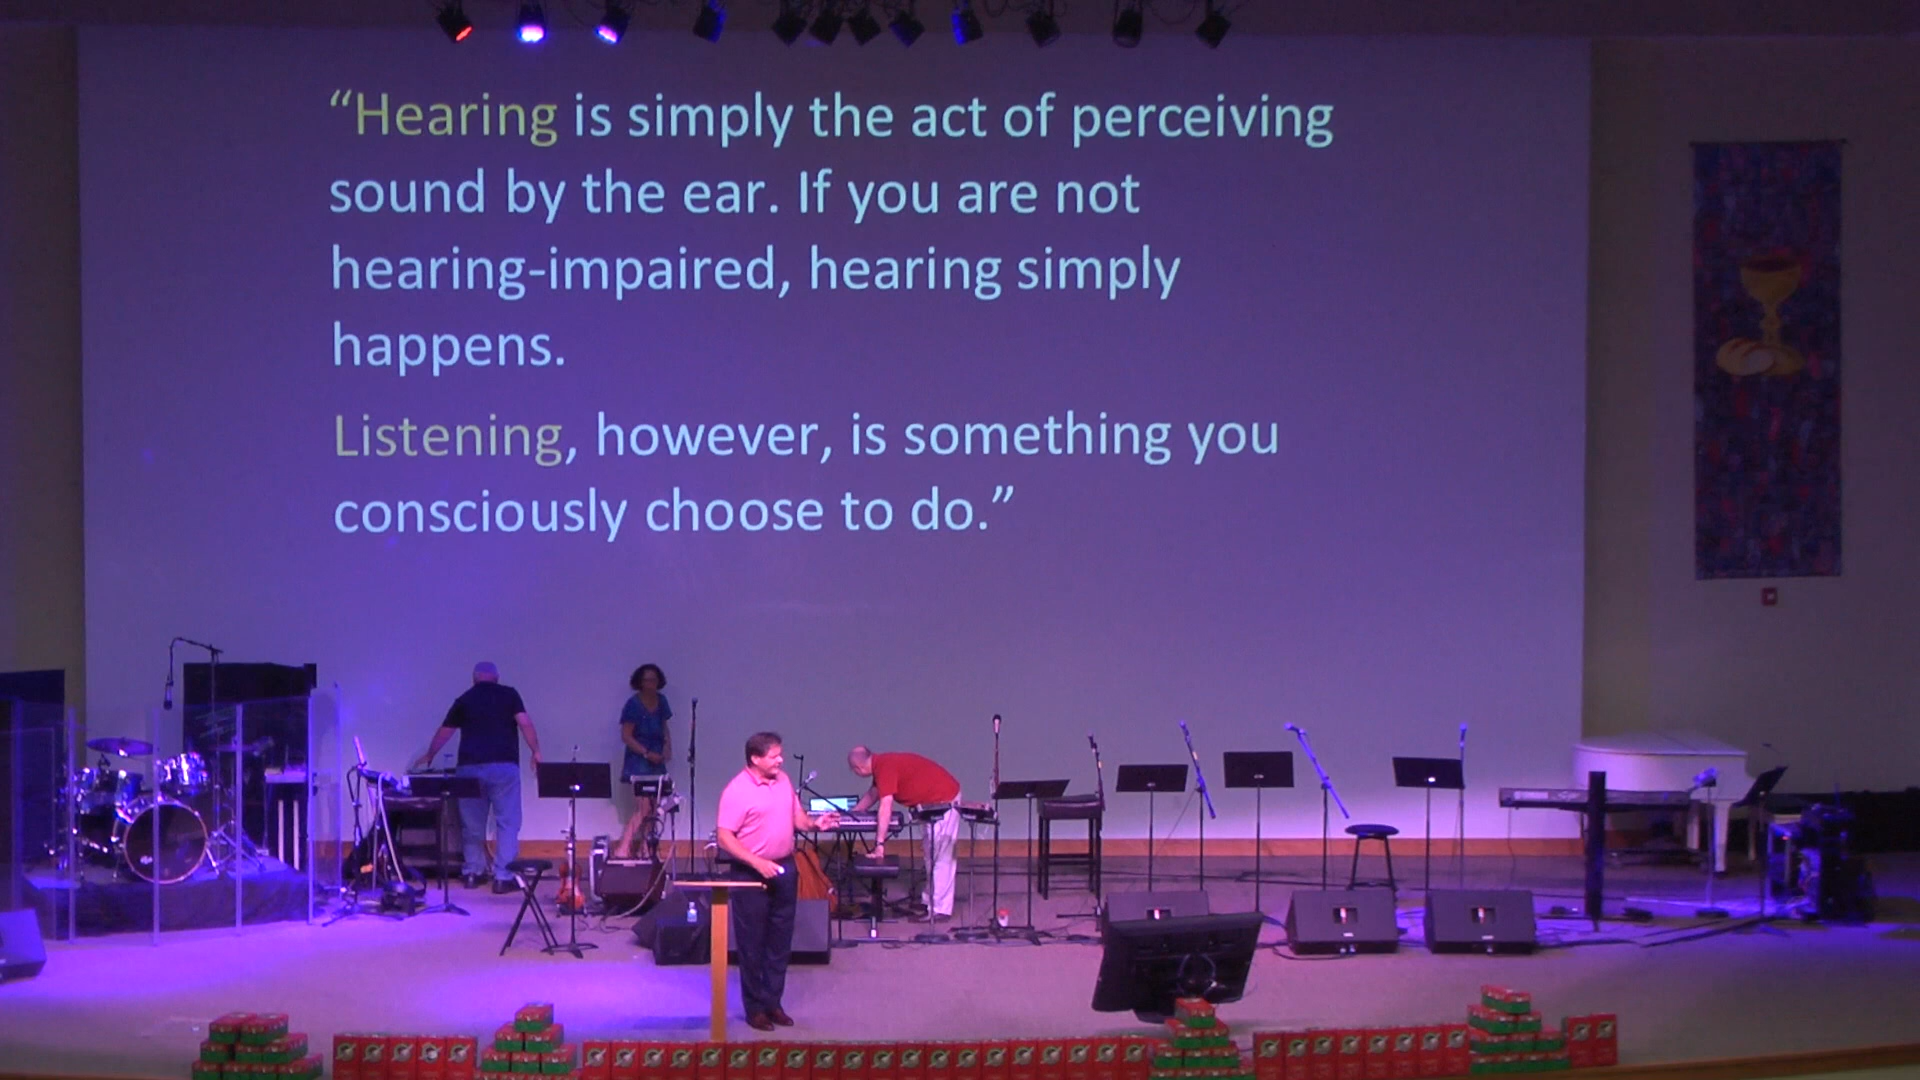 “Hearing is simply the act of perceiving
sound by the ear. If you are not
hearing-impaired, hearing simply
happens.
Listening, however, is something you
consciously choose to do.”